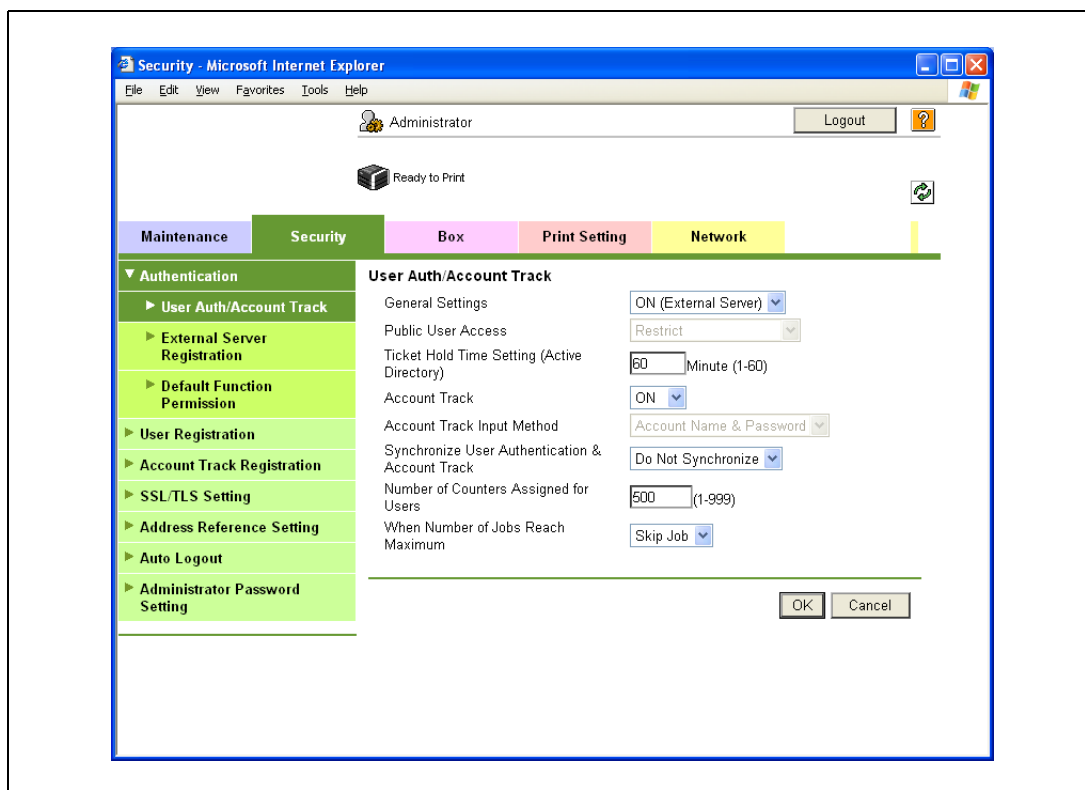 Security - Microsoft Internet Explorer
File Edit View Favorites Tools Help
Administrator
Logout
?
Ready to Print
Maintenance
Security
Box
Print Setting
Network
Authentication
User Auth/Account Track
External Server
Registration
Default Function
Permission
User Registration
Account Track Registration
SSL/TLS Setting
Address Reference Setting
Auto Logout
Administrator Password
Setting
User Auth/Account Track
General Settings
ON (External Server)
Public User Access
Restrict
Ticket Hold Time Setting (Active
Directory)
60 Minute (1-60)
Account Track
ON
Account Track Input Method
Account Name & Password
Synchronize User Authentication &
Account Track
Do Not Synchronize
Number of Counters Assigned for
Users
500 (1-999)
When Number of Jobs Reach
Maximum
Skip Job
OK
Cancel